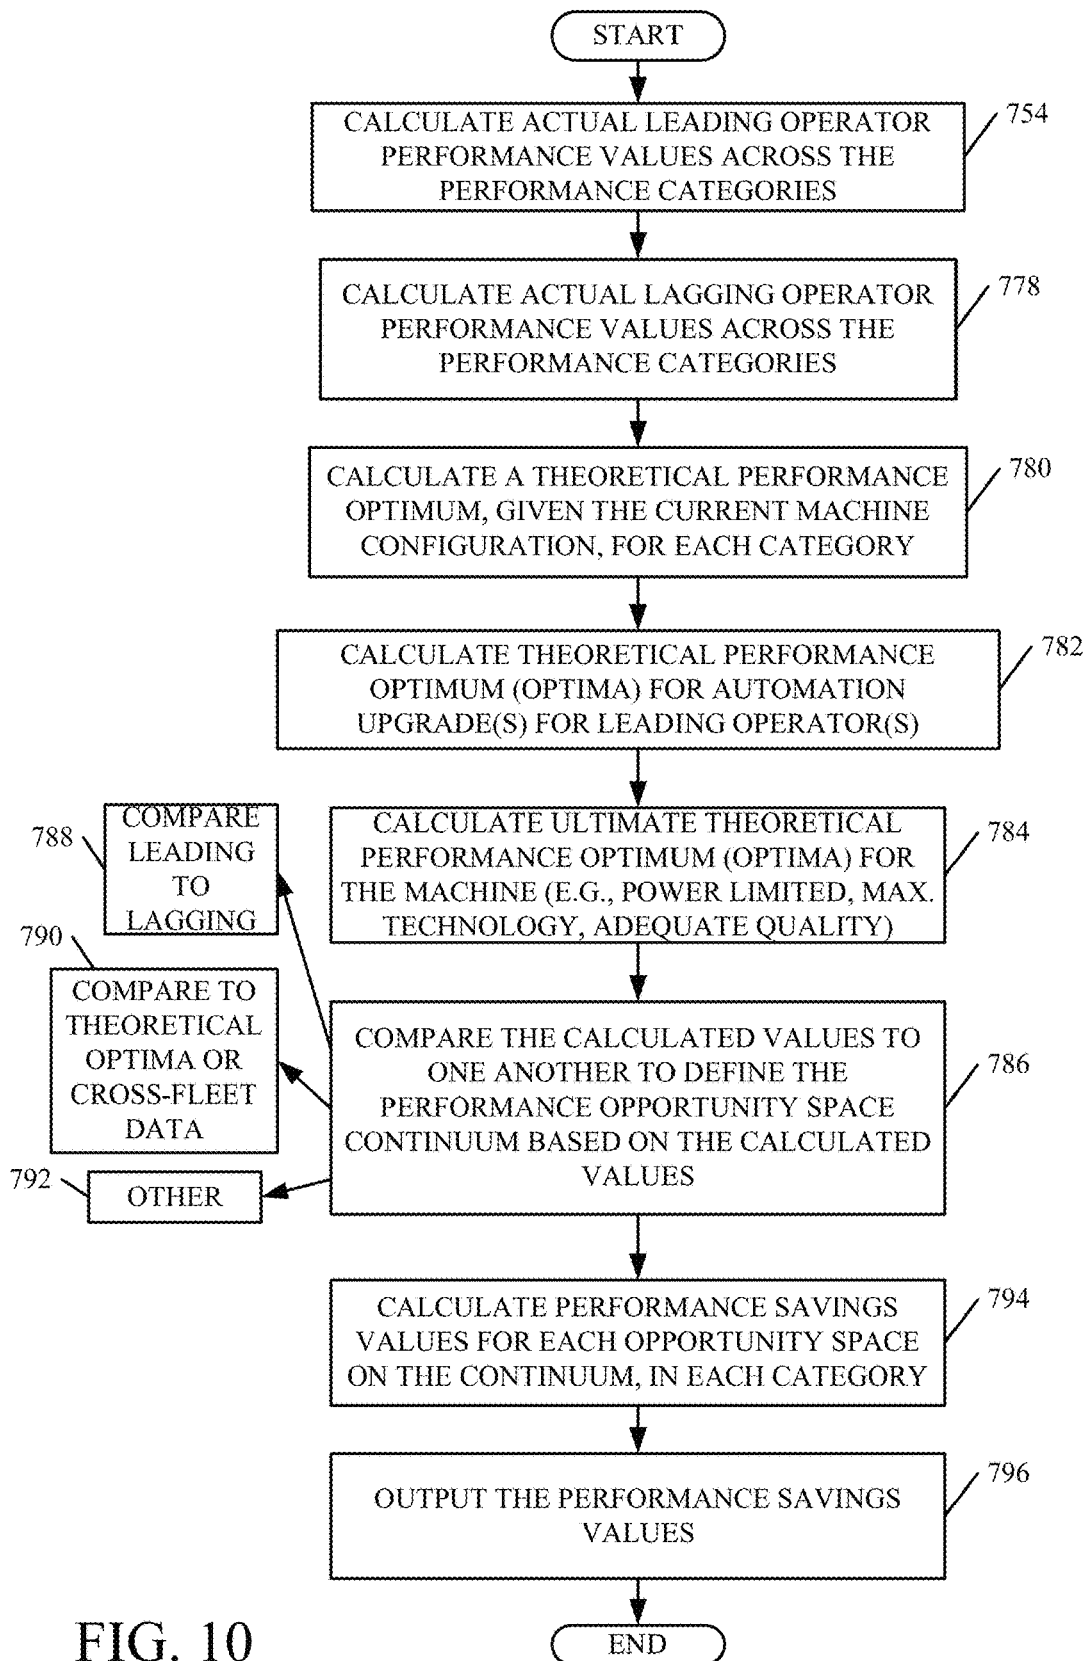 START
CALCULATE ACTUAL LEADING OPERATOR
PERFORMANCE VALUES ACROSS THE
PERFORMANCE CATEGORIES
754
CALCULATE ACTUAL LAGGING OPERATOR
PERFORMANCE VALUES ACROSS THE
PERFORMANCE CATEGORIES
778
CALCULATE A THEORETICAL PERFORMANCE
OPTIMUM, GIVEN THE CURRENT MACHINE
CONFIGURATION, FOR EACH CATEGORY
780
CALCULATE THEORETICAL PERFORMANCE
OPTIMUM (OPTIMA) FOR AUTOMATION
UPGRADE(S) FOR LEADING OPERATOR(S)
782
CALCULATE ULTIMATE THEORETICAL
PERFORMANCE OPTIMUM (OPTIMA) FOR
THE MACHINE (E.G., POWER LIMITED, MAX.
TECHNOLOGY, ADEQUATE QUALITY)
784
788
COMPARE
LEADING
TO
LAGGING
790
COMPARE TO
THEORETICAL
OPTIMA OR
CROSS-FLEET
DATA
792
OTHER
COMPARE THE CALCULATED VALUES TO
ONE ANOTHER TO DEFINE THE
PERFORMANCE OPPORTUNITY SPACE
CONTINUUM BASED ON THE CALCULATED
VALUES
786
CALCULATE PERFORMANCE SAVINGS
VALUES FOR EACH OPPORTUNITY SPACE
ON THE CONTINUUM, IN EACH CATEGORY
794
OUTPUT THE PERFORMANCE SAVINGS
VALUES
796
END
FIG. 10